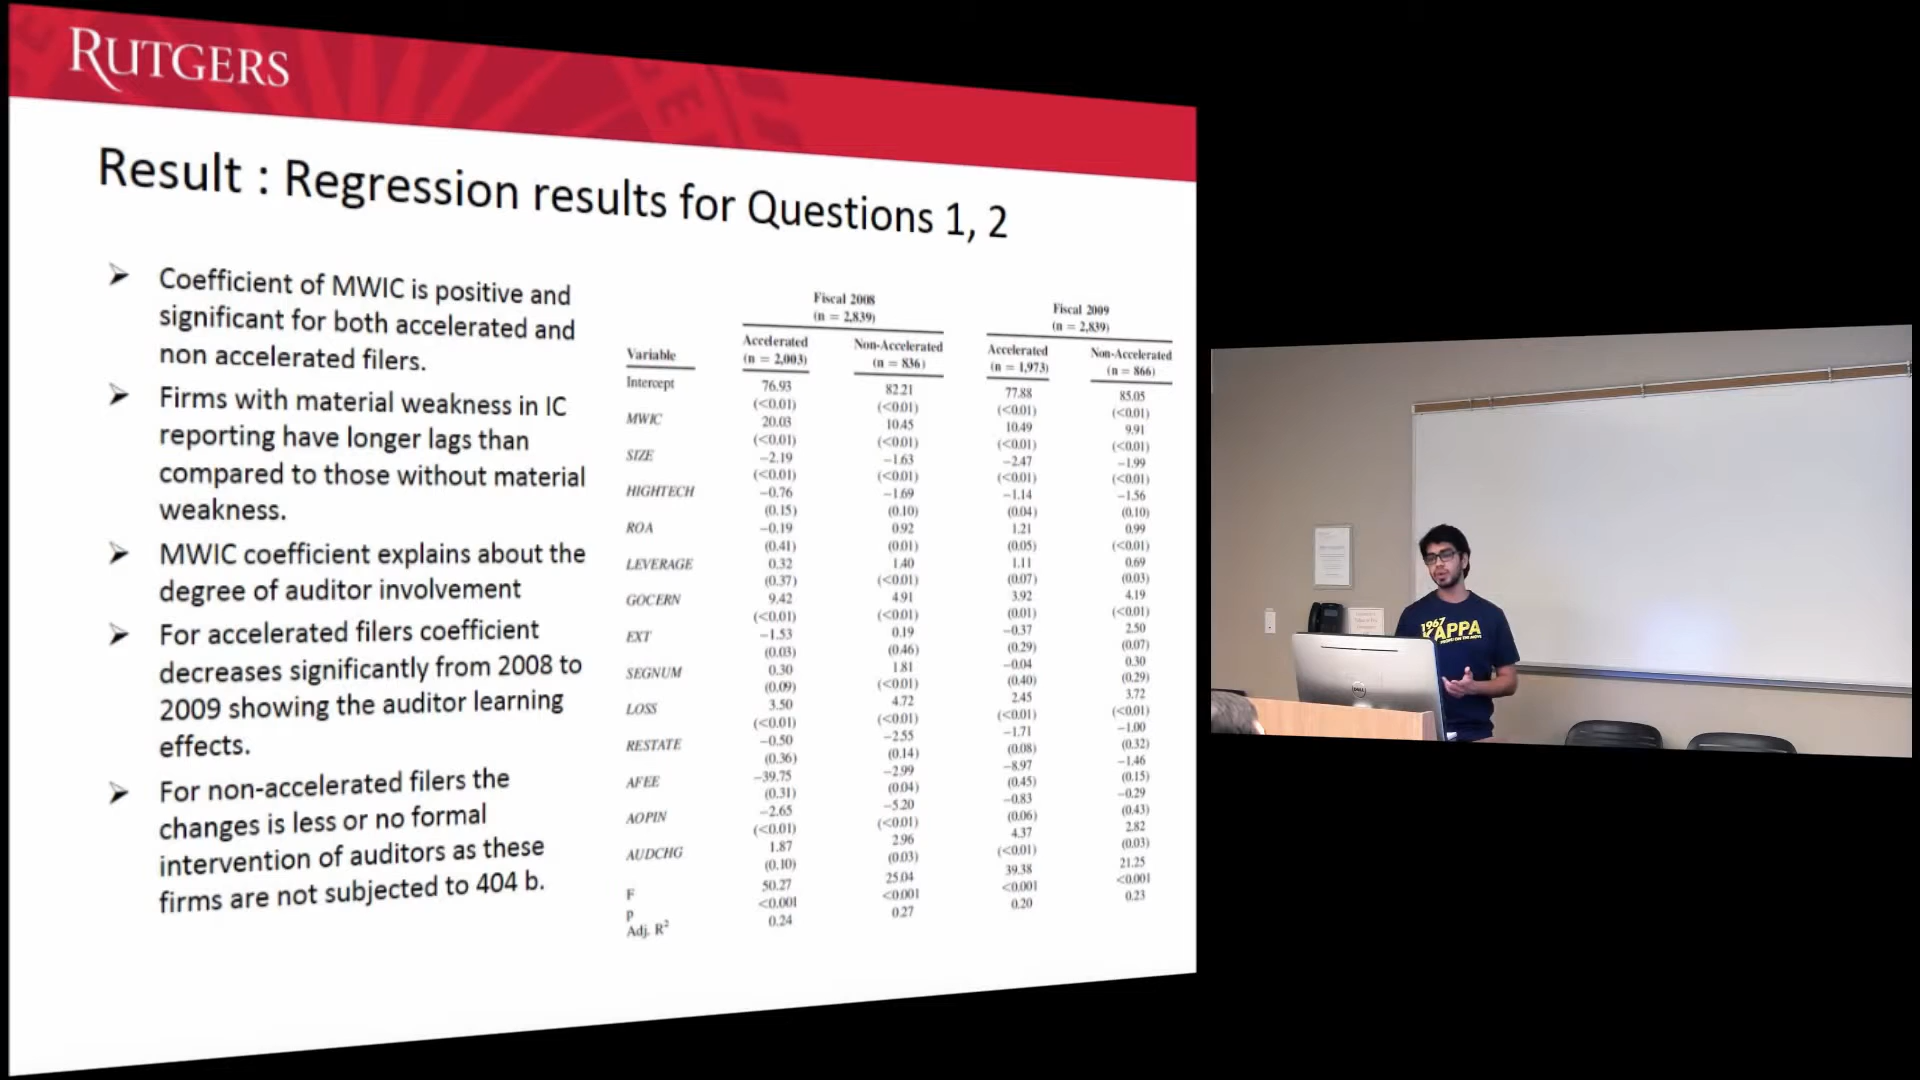 RUTGERS
Result : Regression results for Questions 1, 2
Coefficient of MWIC is positive and
significant for both accelerated and
non accelerated filers.
Firms with material weakness in IC
reporting have longer lags than
compared to those without material
weakness.
MWIC coefficient explains about the
degree of auditor involvement
For accelerated filers coefficient
decreases significantly from 2008 to
2009 showing the auditor learning
effects.
For non-accelerated filers the
changes is less or no formal
intervention of auditors as these
firms are not subjected to 404 b.
Fiscal 2008 Fiscal 2009
(n = 2,839) (n = 2,839)
Variable Accelerated Non-Accelerated Accelerated Non-Accelerated
(n = 2,003) (n = 836) (n = 1,973) (n = 866)
Intercept 76.93 82.21 77.88 85.05
(<0.01) (<0.01) (<0.01) (<0.01)
MWIC 20.03 10.45 10.49 9.91
(<0.01) (<0.01) (<0.01) (<0.01)
SIZE −2.19 −1.63 −2.47 −1.99
(<0.01) (<0.01) (<0.01) (<0.01)
HIGHTECH −0.76 −1.69 −1.14 −1.56
(0.15) (0.10) (0.04) (0.10)
ROA −0.19 0.92 1.21 0.99
(0.41) (0.01) (0.05) (<0.01)
LEVERAGE 0.32 1.40 1.11 0.69
(0.37) (<0.01) (0.07) (0.03)
GOCERN 9.42 4.91 3.92 4.19
(<0.01) (<0.01) (0.01) (<0.01)
EXT −1.53 0.19 −0.37 2.50
(0.03) (0.46) (0.29) (0.07)
SEGNUM 0.30 1.81 −0.04 0.30
(0.09) (<0.01) (0.40) (0.29)
LOSS 3.50 4.72 2.45 3.72
(<0.01) (<0.01) (<0.01) (<0.01)
RESTATE −0.50 −2.55 −1.71 −1.00
(0.36) (0.14) (0.08) (0.32)
AFEE −39.75 −2.99 −8.97 −1.46
(0.31) (0.04) (0.45) (0.15)
AOPIN −2.65 −5.20 −0.83 −0.29
(<0.01) (<0.01) (0.06) (0.43)
AUDCHG 1.87 2.96 4.37 2.82
(0.10) (0.03) (<0.01) (0.03)
F 50.27 25.04 39.38 21.25
p <0.001 <0.001 <0.001 <0.001
Adj. R² 0.24 0.27 0.20 0.23
1967
KAPPA
DELL